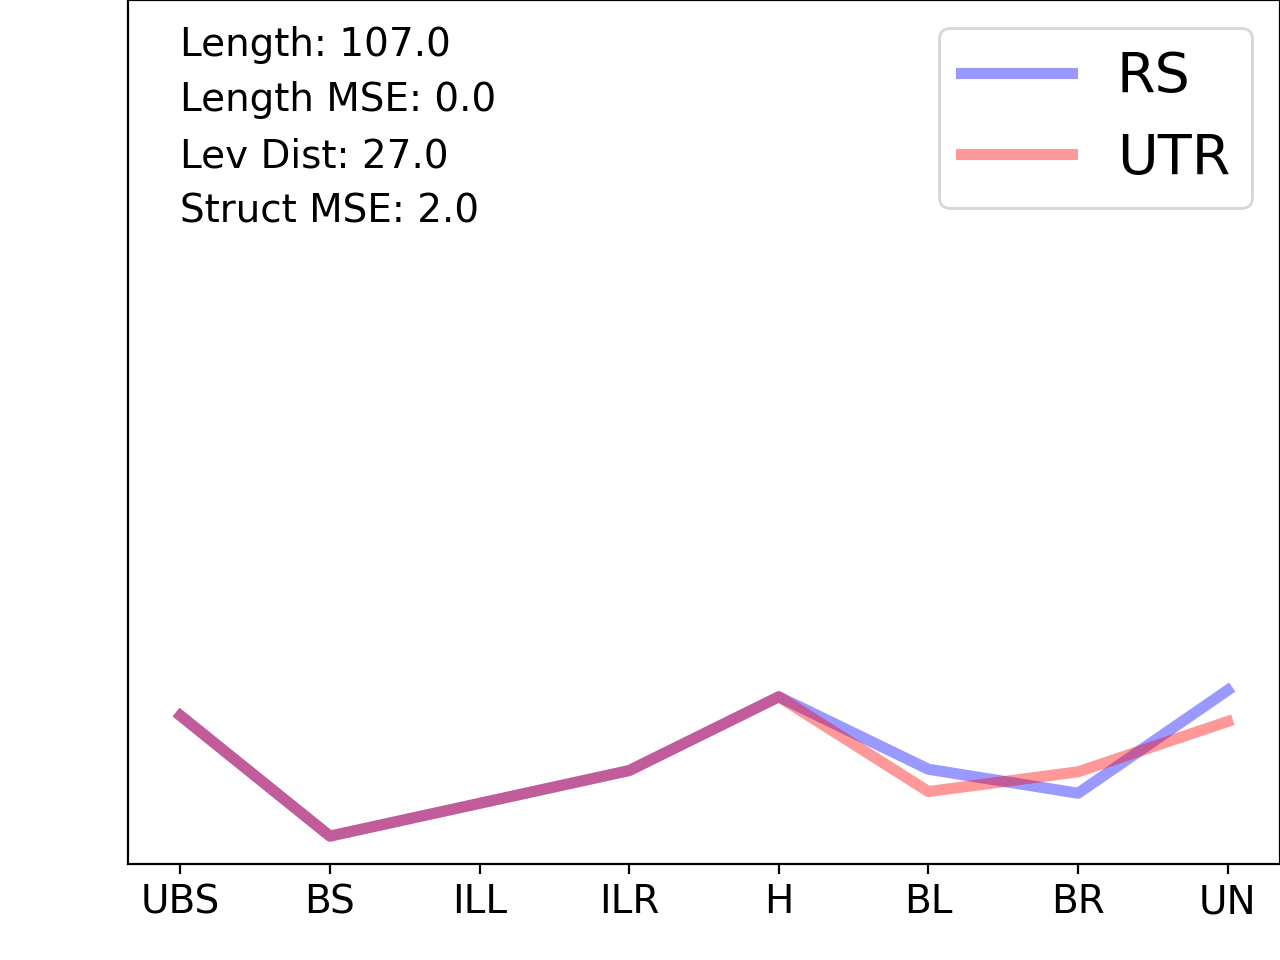 Length: 107.0
Length MSE: 0.0
Lev Dist: 27.0
Struct MSE: 2.0
RS
UTR
UBS BS ILL ILR H BL BR UN